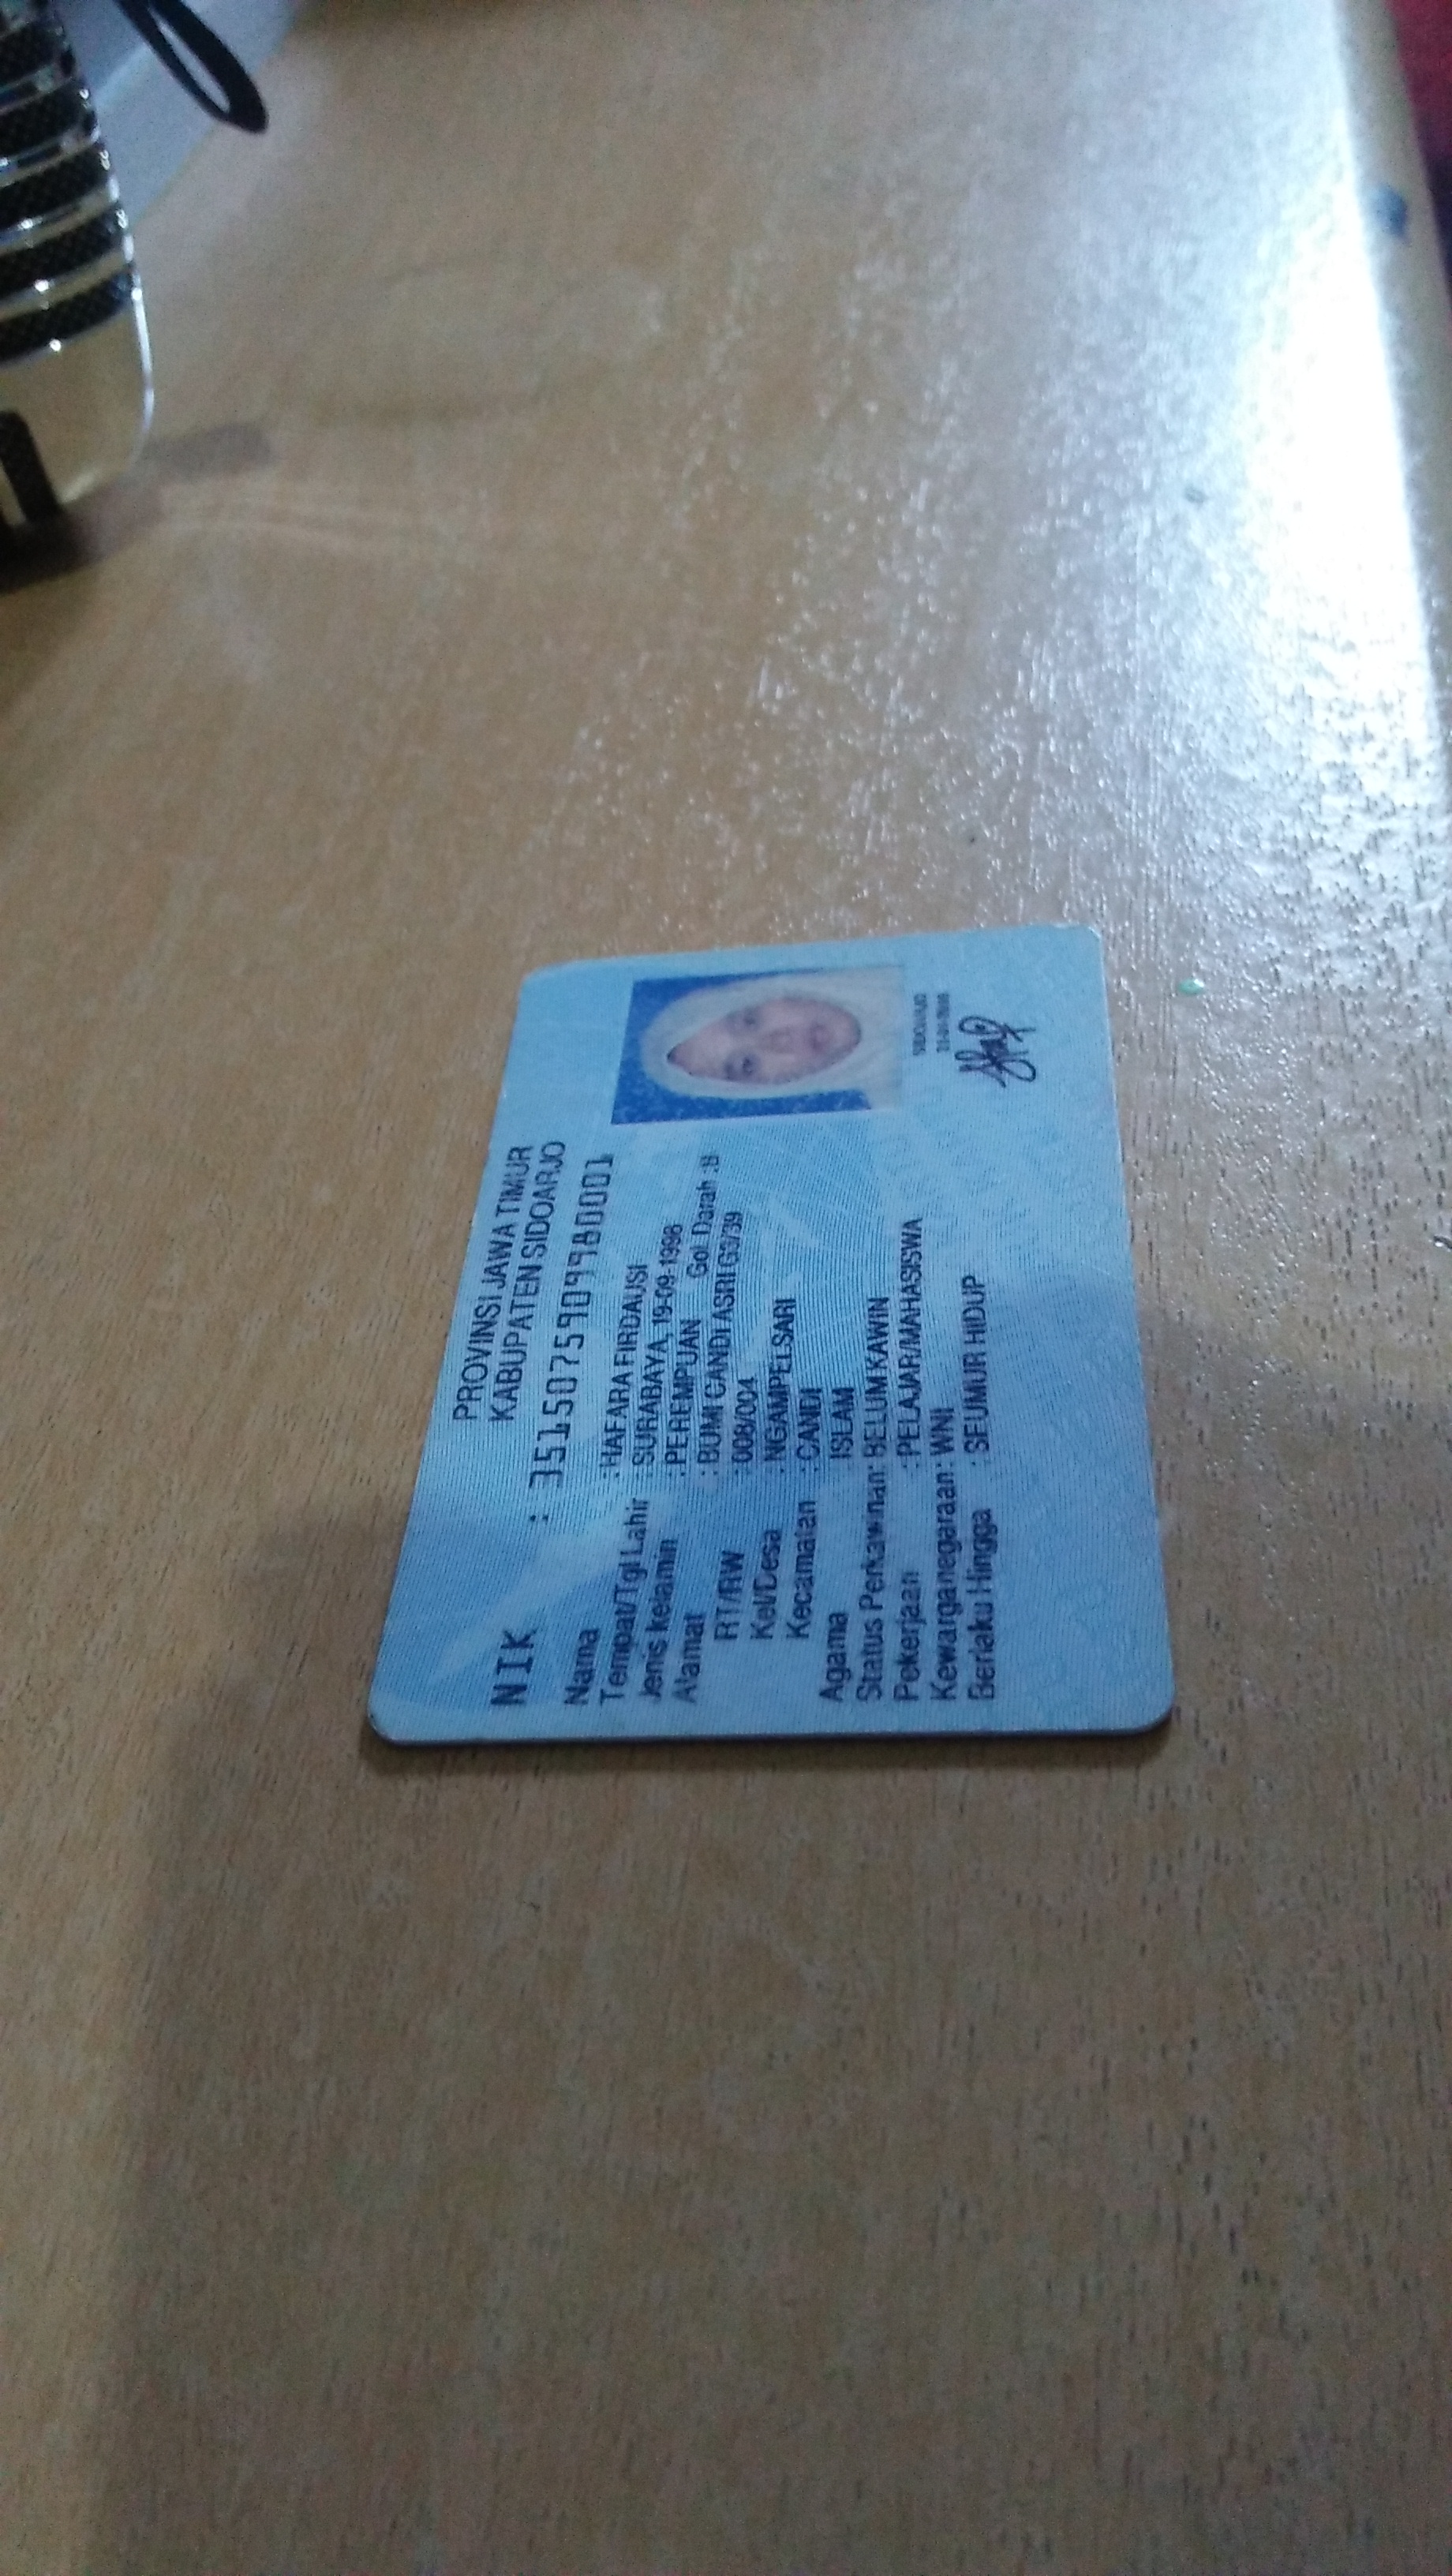 PROVINSI JAWA TIMUR
KABUPATEN SIDOARJO
NIK : 3515075909980001
Nama : HAFARA FIRDAUSI
Tempat/Tgl Lahir : SURABAYA, 19-09-1998
Jenis kelamin : PEREMPUAN Gol. Darah : B
Alamat : BUMI CANDI ASRI G3/39
RT/RW : 008/004
Kel/Desa : NGAMPELSARI
Kecamatan : CANDI
Agama : ISLAM
Status Perkawinan: BELUM KAWIN
Pekerjaan : PELAJAR/MAHASISWA
Kewarganegaraan: WNI
Berlaku Hingga : SEUMUR HIDUP
SIDOARJO